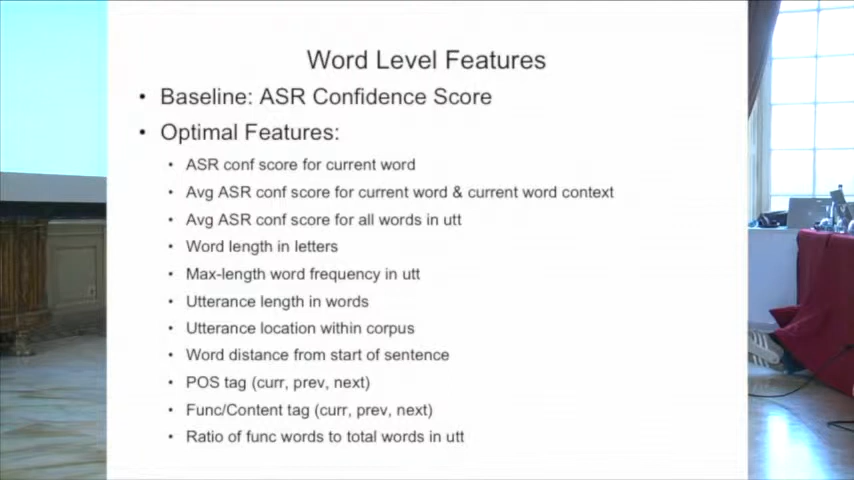 Word Level Features
• Baseline: ASR Confidence Score
• Optimal Features:
• ASR conf score for current word
• Avg ASR conf score for current word & current word context
• Avg ASR conf score for all words in utt
• Word length in letters
• Max-length word frequency in utt
• Utterance length in words
• Utterance location within corpus
• Word distance from start of sentence
• POS tag (curr, prev, next)
• Func/Content tag (curr, prev, next)
• Ratio of func words to total words in utt